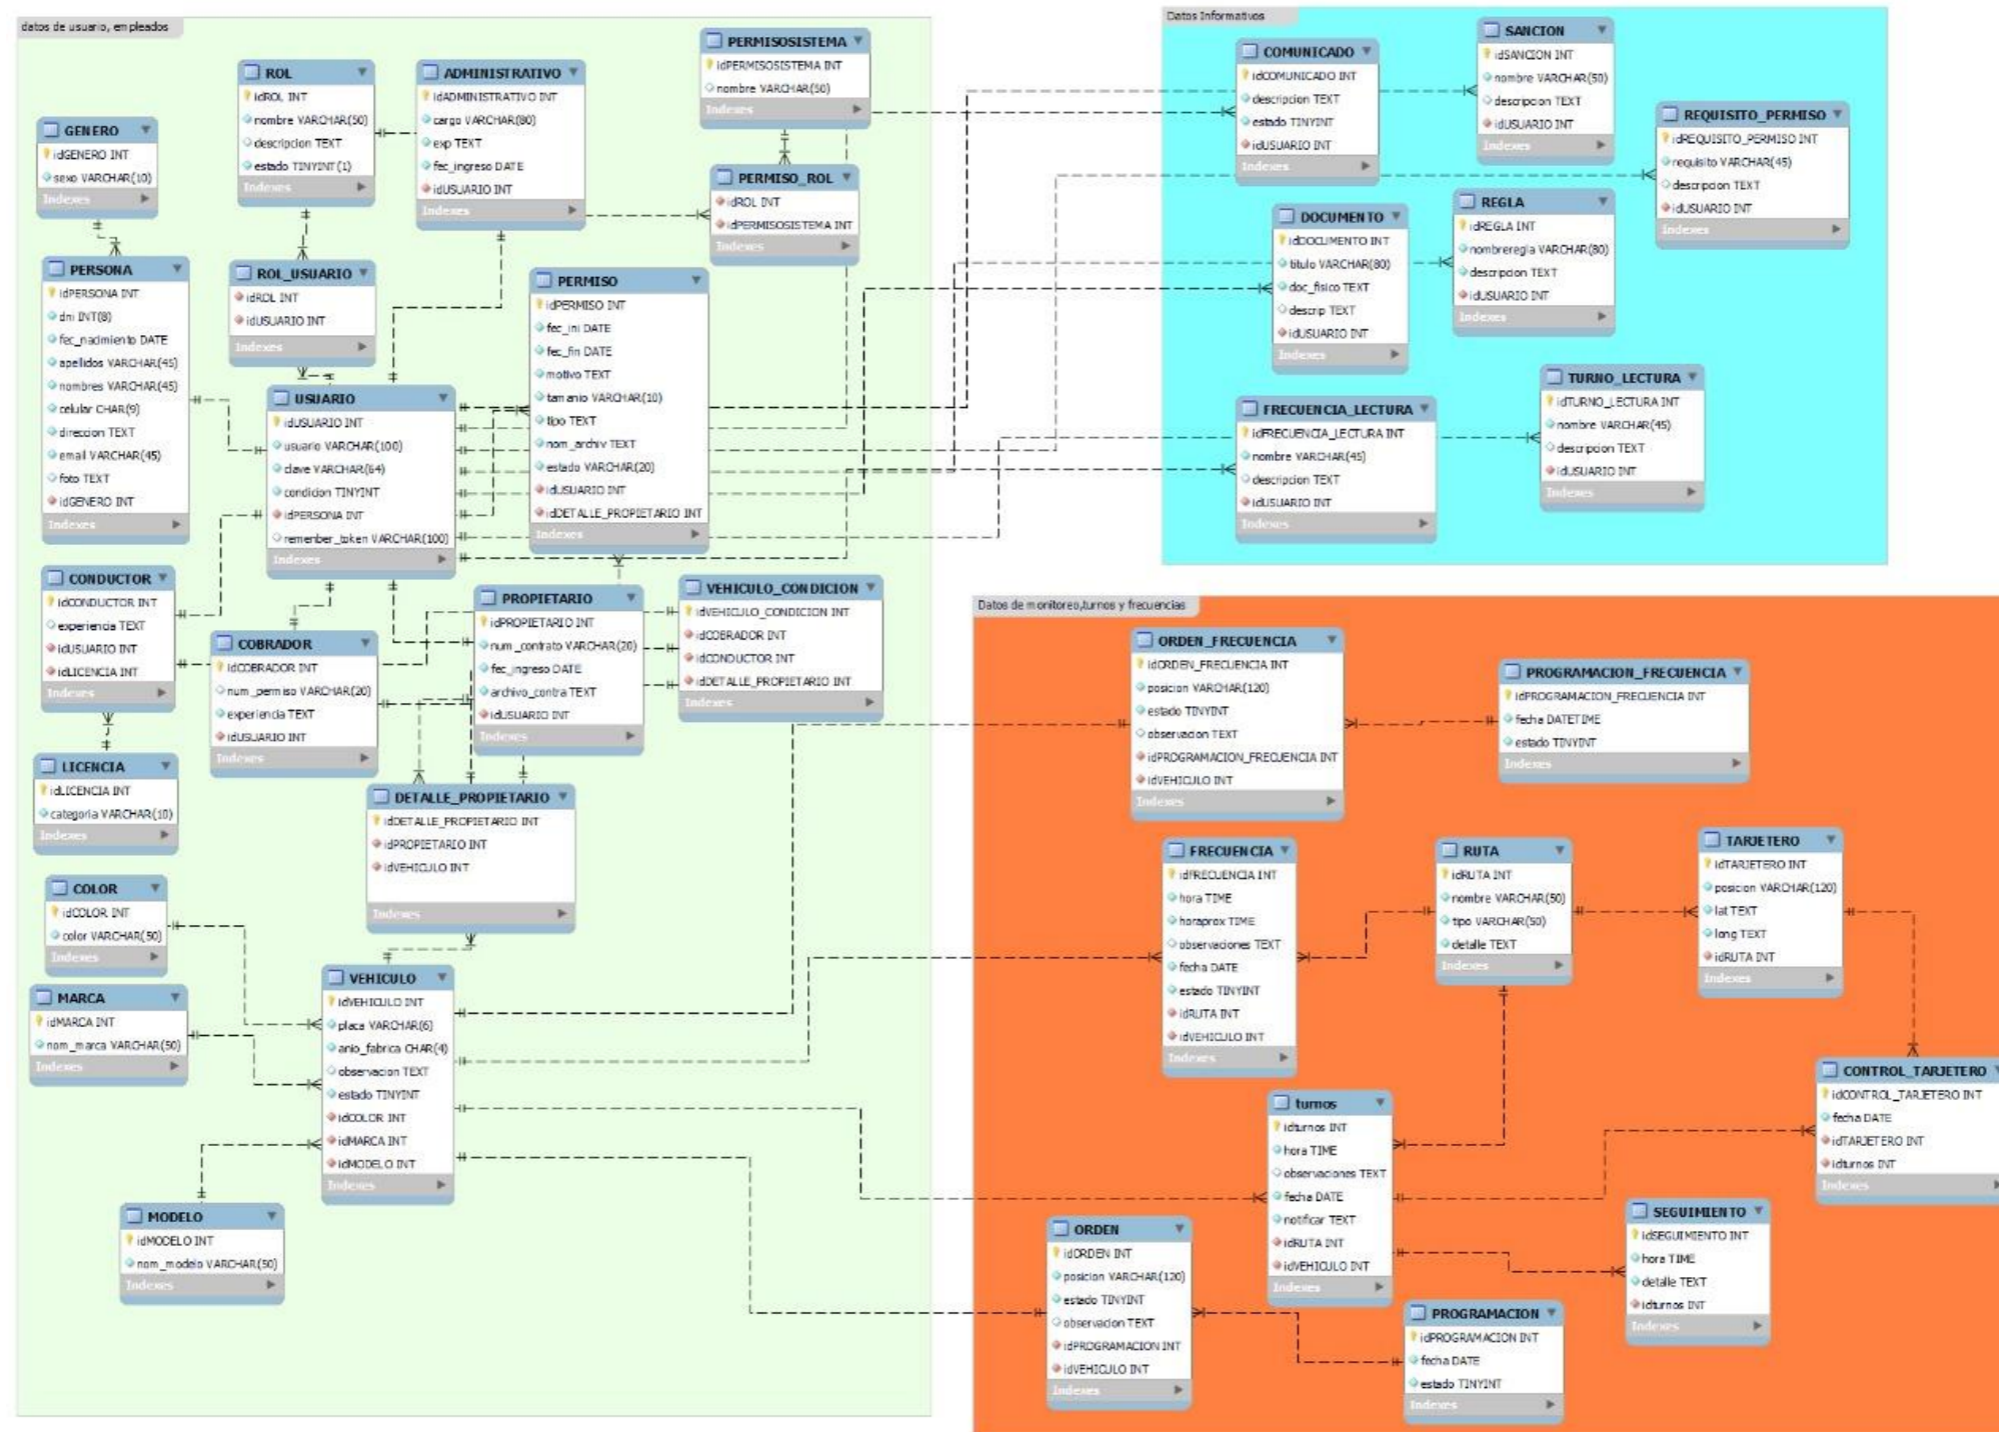 datos de usuario, empleados
PERMISOSISTEMA
idPERMISOSISTEMA INT
nombre VARCHAR(50)
Indexes
ROL
idROL INT
nombre VARCHAR(50)
descripcion TEXT
estado TINYINT(1)
Indexes
ADMINISTRATIVO
idADMINISTRATIVO INT
cargo VARCHAR(80)
exp TEXT
fec_ingreso DATE
idUSUARIO INT
Indexes
GENERO
idGENERO INT
sexo VARCHAR(10)
Indexes
PERMISO_ROL
idROL INT
idPERMISOSISTEMA INT
Indexes
PERSONA
idPERSONA INT
dni INT(8)
fec_nacimiento DATE
apellidos VARCHAR(45)
nombres VARCHAR(45)
celular CHAR(9)
direccion TEXT
email VARCHAR(45)
foto TEXT
idGENERO INT
Indexes
ROL_USUARIO
idROL INT
idUSUARIO INT
Indexes
PERMISO
idPERMISO INT
fec_ini DATE
fec_fin DATE
motivo TEXT
tamanio VARCHAR(10)
tipo TEXT
nom_archiv TEXT
estado VARCHAR(20)
idUSUARIO INT
idDETALLE_PROPIETARIO INT
Indexes
USUARIO
idUSUARIO INT
usuario VARCHAR(100)
clave VARCHAR(64)
condicion TINYINT
idPERSONA INT
remenber_token VARCHAR(100)
Indexes
CONDUCTOR
idCONDUCTOR INT
experiencia TEXT
idUSUARIO INT
idLICENCIA INT
Indexes
COBRADOR
idCOBRADOR INT
num_permiso VARCHAR(20)
experiencia TEXT
idUSUARIO INT
Indexes
PROPIETARIO
idPROPIETARIO INT
num_contrato VARCHAR(20)
fec_ingreso DATE
archivo_contra TEXT
idUSUARIO INT
Indexes
VEHICULO_CONDICION
idVEHICULO_CONDICION INT
idCOBRADOR INT
idCONDUCTOR INT
idDETALLE_PROPIETARIO INT
Indexes
LICENCIA
idLICENCIA INT
categoria VARCHAR(10)
Indexes
DETALLE_PROPIETARIO
idDETALLE_PROPIETARIO INT
idPROPIETARIO INT
idVEHICULO INT
Indexes
COLOR
idCOLOR INT
color VARCHAR(50)
Indexes
MARCA
idMARCA INT
nom_marca VARCHAR(50)
Indexes
VEHICULO
idVEHICULO INT
placa VARCHAR(6)
anio_fabrica CHAR(4)
observacion TEXT
estado TINYINT
idCOLOR INT
idMARCA INT
idMODELO INT
Indexes
MODELO
idMODELO INT
nom_modelo VARCHAR(50)
Indexes
Datos Informativos
COMUNICADO
idCOMUNICADO INT
descripcion TEXT
estado TINYINT
idUSUARIO INT
Indexes
SANCION
idSANCION INT
nombre VARCHAR(50)
descripcion TEXT
idUSUARIO INT
Indexes
REQUISITO_PERMISO
idREQUISITO_PERMISO INT
requisito VARCHAR(45)
descripcion TEXT
idUSUARIO INT
Indexes
DOCUMENTO
idDOCUMENTO INT
titulo VARCHAR(80)
doc_fisico TEXT
descrip TEXT
idUSUARIO INT
Indexes
REGLA
idREGLA INT
nombreregla VARCHAR(80)
descripcion TEXT
idUSUARIO INT
Indexes
FRECUENCIA_LECTURA
idFRECUENCIA_LECTURA INT
nombre VARCHAR(45)
descripcion TEXT
idUSUARIO INT
Indexes
TURNO_LECTURA
idTURNO_LECTURA INT
nombre VARCHAR(45)
descripcion TEXT
idUSUARIO INT
Indexes
Datos de monitoreo,turnos y frecuencias
ORDEN_FRECUENCIA
idORDEN_FRECUENCIA INT
posicion VARCHAR(120)
estado TINYINT
observacion TEXT
idPROGRAMACION_FRECUENCIA INT
idVEHICULO INT
Indexes
PROGRAMACION_FRECUENCIA
idPROGRAMACION_FRECUENCIA INT
fecha DATETIME
estado TINYINT
Indexes
FRECUENCIA
idFRECUENCIA INT
hora TIME
horaprox TIME
observaciones TEXT
fecha DATE
estado TINYINT
idRUTA INT
idVEHICULO INT
Indexes
RUTA
idRUTA INT
nombre VARCHAR(50)
tipo VARCHAR(50)
detalle TEXT
Indexes
TARJETERO
idTARJETERO INT
posicion VARCHAR(120)
lat TEXT
long TEXT
idRUTA INT
Indexes
CONTROL_TARJETERO
idCONTROL_TARJETERO INT
fecha DATE
idTARJETERO INT
idturnos INT
Indexes
turnos
idturnos INT
hora TIME
observaciones TEXT
fecha DATE
notificar TEXT
idRUTA INT
idVEHICULO INT
Indexes
SEGUIMIENTO
idSEGUIMIENTO INT
hora TIME
detalle TEXT
idturnos INT
Indexes
ORDEN
idORDEN INT
posicion VARCHAR(120)
estado TINYINT
observacion TEXT
idPROGRAMACION INT
idVEHICULO INT
Indexes
PROGRAMACION
idPROGRAMACION INT
fecha DATE
estado TINYINT
Indexes